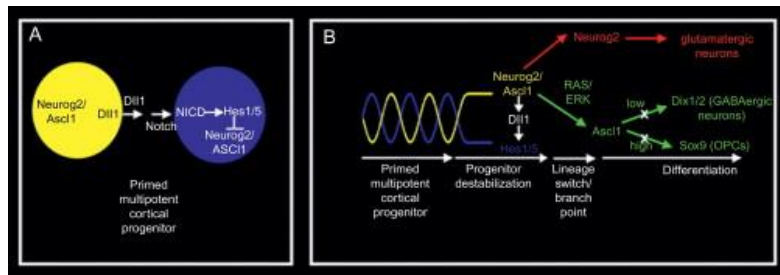 A
Neurog2/
Ascl1
Dll1
Dll1
Notch
NICD
Hes1/5
Neurog2/
ASCl1
Primed
multipotent
cortical
progenitor
B
Neurog2
glutamatergic
neurons
Neurog2/
Ascl1
Dll1
Hes1/5
RAS/
ERK
Ascl1
low
high
Dix1/2 (GABAergic
neurons)
Sox9 (OPCs)
Primed
multipotent
cortical
progenitor
Progenitor
destabilization
Lineage
switch/
branch
point
Differentiation